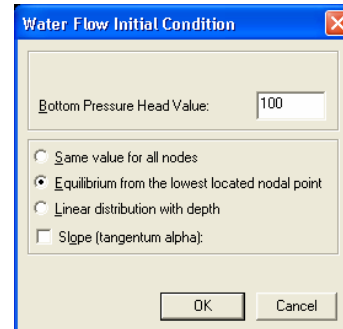 Water Flow Initial Condition
Bottom Pressure Head Value:
100
Same value for all nodes
Equilibrium from the lowest located nodal point
Linear distribution with depth
Slope (tangentum alpha):
OK
Cancel